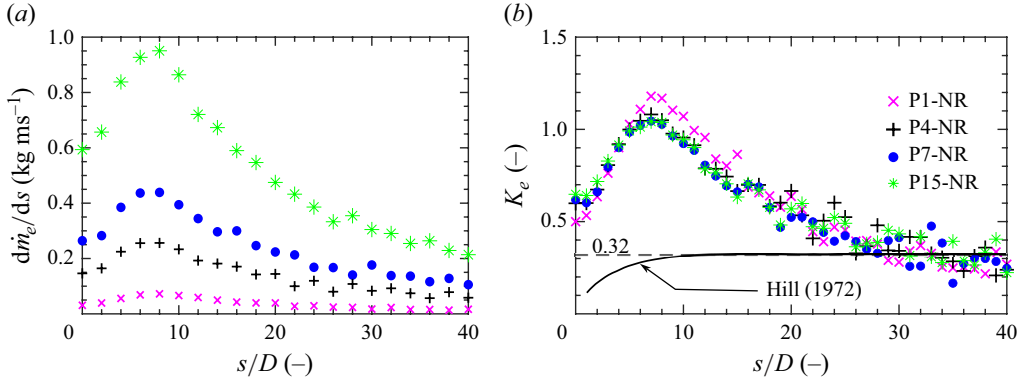 (a)
(b)
1.0
0.8
0.6
0.4
0.2
0
10
20
30
40
dṁₑ/ds (kg ms⁻¹)
s/D (–)
1.5
1.0
0.5
0
10
20
30
40
Kₑ (–)
s/D (–)
P1-NR
P4-NR
P7-NR
P15-NR
0.32
Hill (1972)